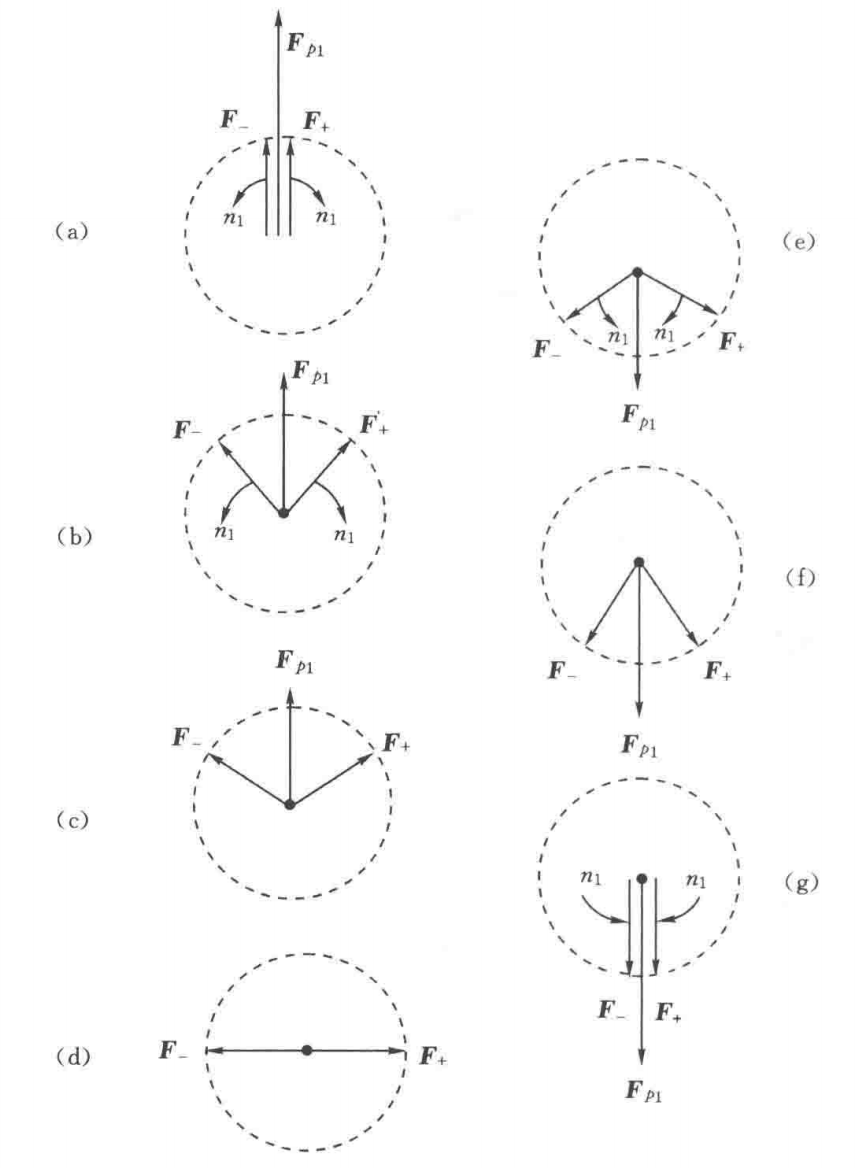 F_{p1}
F_- F_+
n_1 n_1
(a)
F_{p1}
F_- F_+
n_1 n_1
(b)
F_{p1}
F_- F_+
(c)
F_- F_+
(d)
(e)
n_1 n_1
F_- F_+
F_{p1}
(f)
F_- F_+
F_{p1}
n_1 n_1
(g)
F_- F_+
F_{p1}